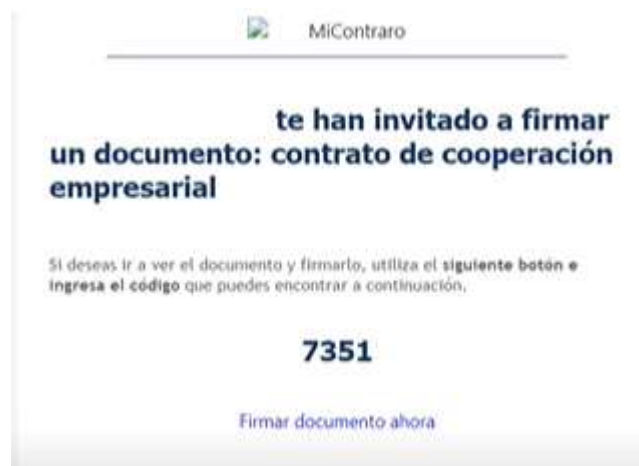 MiContraro
te han invitado a firmar
un documento: contrato de cooperación
empresarial
Si deseas ir a ver el documento y firmarlo, utiliza el siguiente botón e
ingresa el código que puedes encontrar a continuación.
7351
Firmar documento ahora